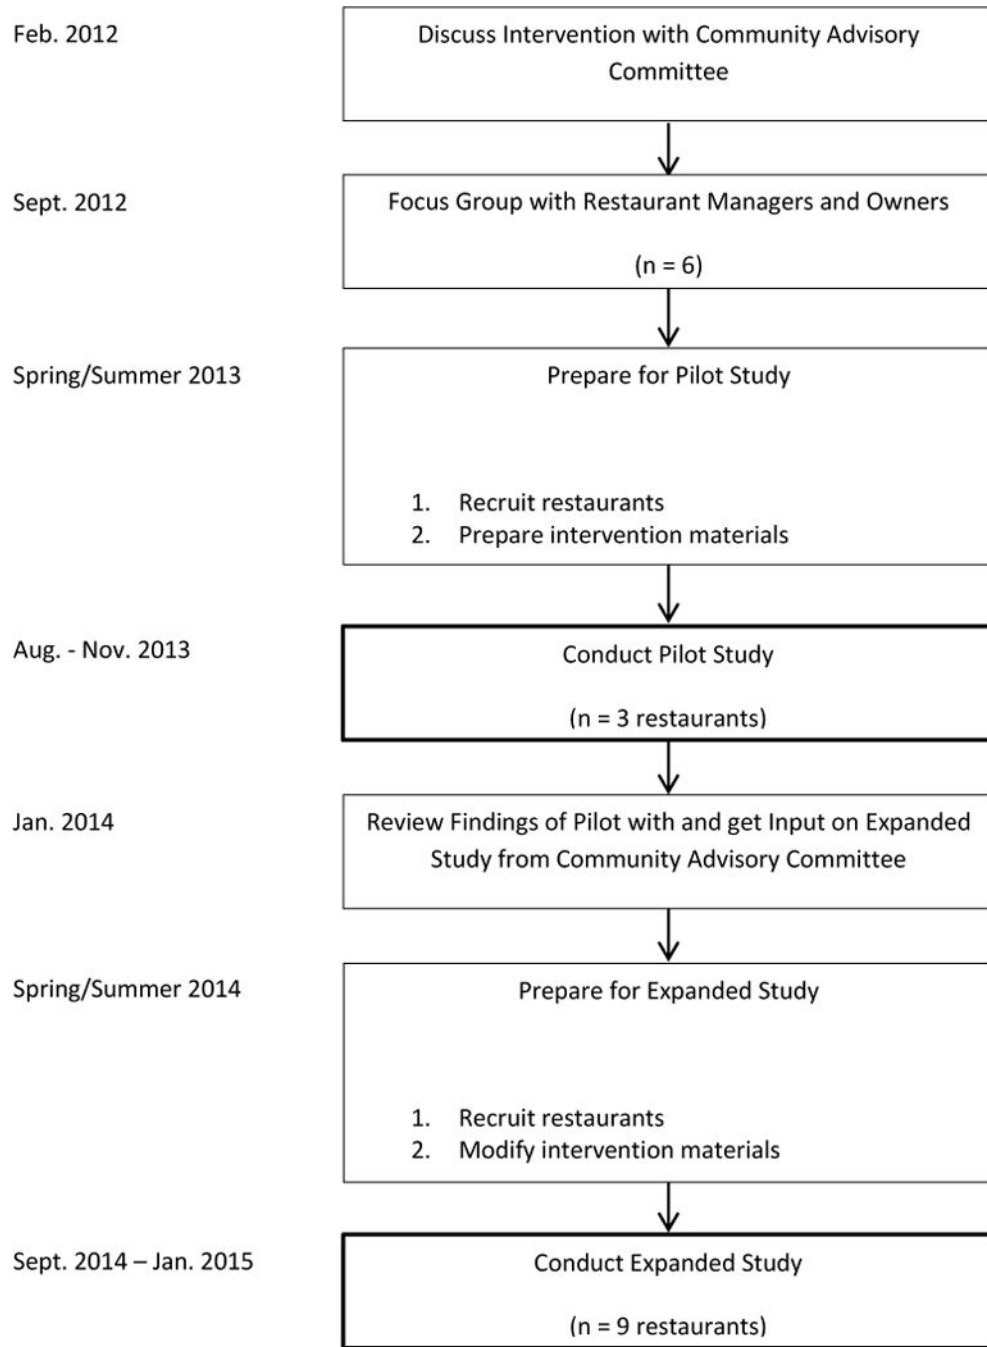 Feb. 2012
Discuss Intervention with Community Advisory
Committee
Sept. 2012
Focus Group with Restaurant Managers and Owners
(n = 6)
Spring/Summer 2013
Prepare for Pilot Study
1. Recruit restaurants
2. Prepare intervention materials
Aug. - Nov. 2013
Conduct Pilot Study
(n = 3 restaurants)
Jan. 2014
Review Findings of Pilot with and get Input on Expanded
Study from Community Advisory Committee
Spring/Summer 2014
Prepare for Expanded Study
1. Recruit restaurants
2. Modify intervention materials
Sept. 2014 – Jan. 2015
Conduct Expanded Study
(n = 9 restaurants)